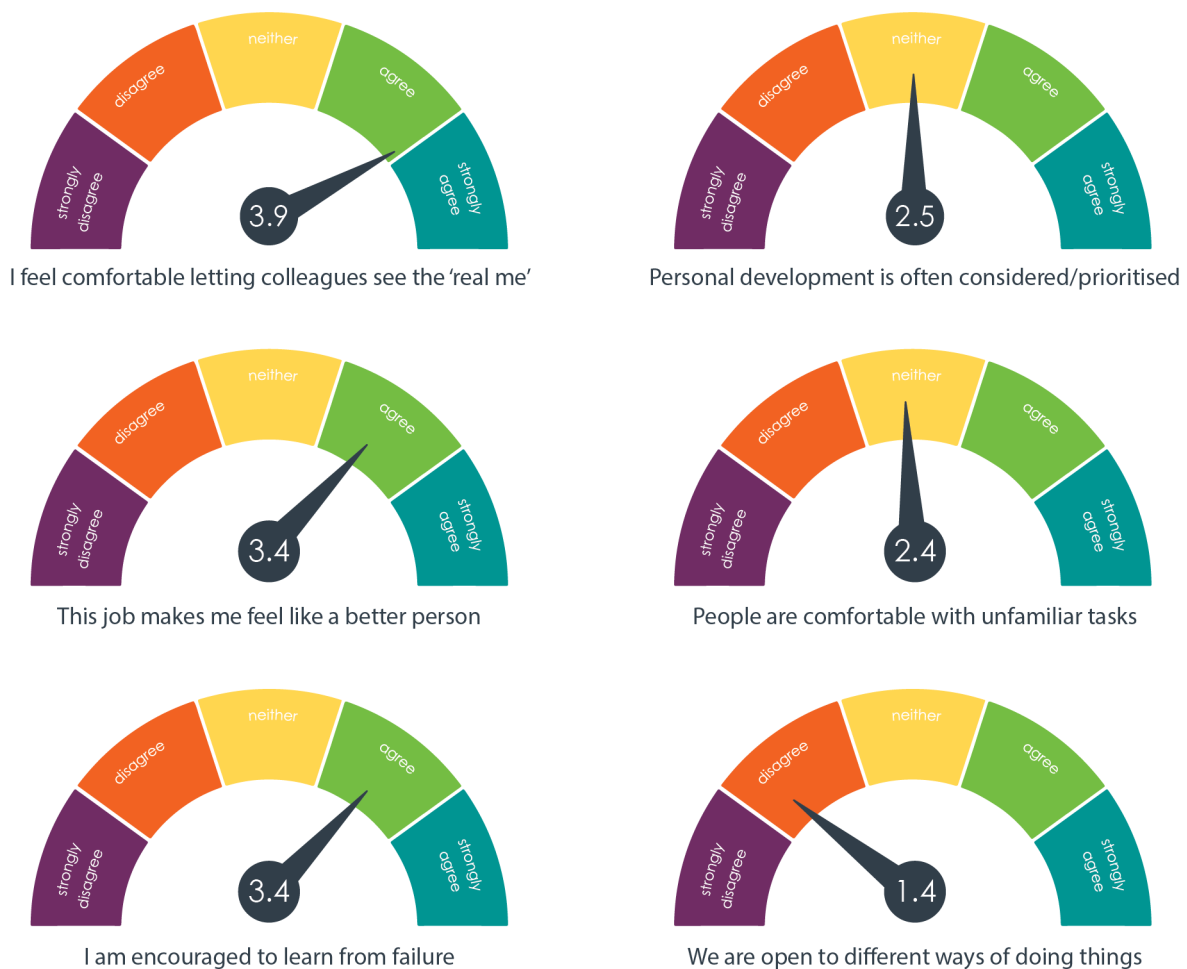 neither
disagree
agree
strongly
disagree
strongly
agree
3.9
I feel comfortable letting colleagues see the ‘real me’
neither
disagree
agree
strongly
disagree
strongly
agree
2.5
Personal development is often considered/prioritised
neither
disagree
agree
strongly
disagree
strongly
agree
3.4
This job makes me feel like a better person
neither
disagree
agree
strongly
disagree
strongly
agree
2.4
People are comfortable with unfamiliar tasks
neither
disagree
agree
strongly
disagree
strongly
agree
3.4
I am encouraged to learn from failure
neither
disagree
agree
strongly
disagree
strongly
agree
1.4
We are open to different ways of doing things